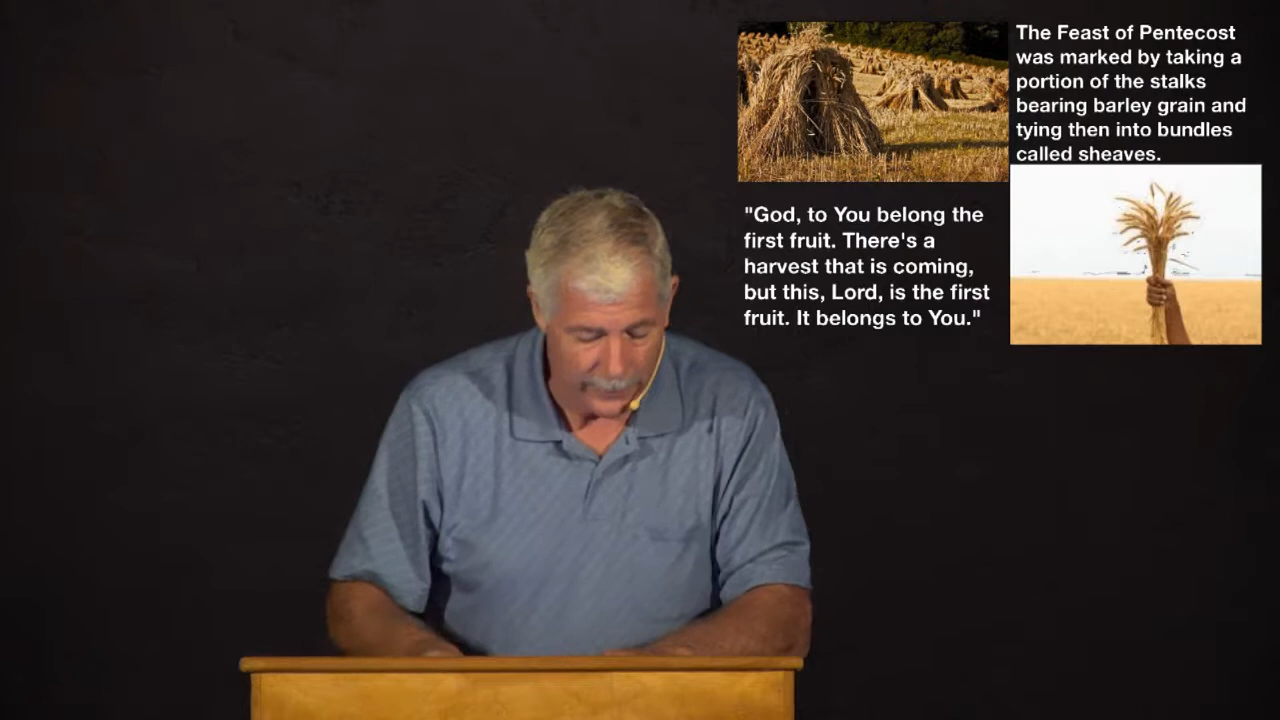 The Feast of Pentecost
was marked by taking a
portion of the stalks
bearing barley grain and
tying then into bundles
called sheaves.
"God, to You belong the
first fruit. There's a
harvest that is coming,
but this, Lord, is the first
fruit. It belongs to You."